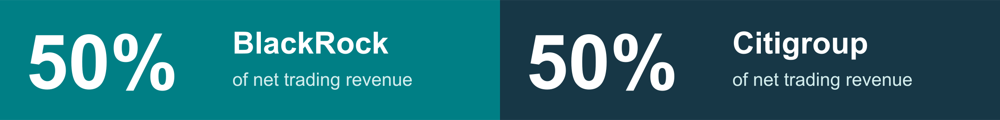 50%
BlackRock
of net trading revenue
50%
Citigroup
of net trading revenue